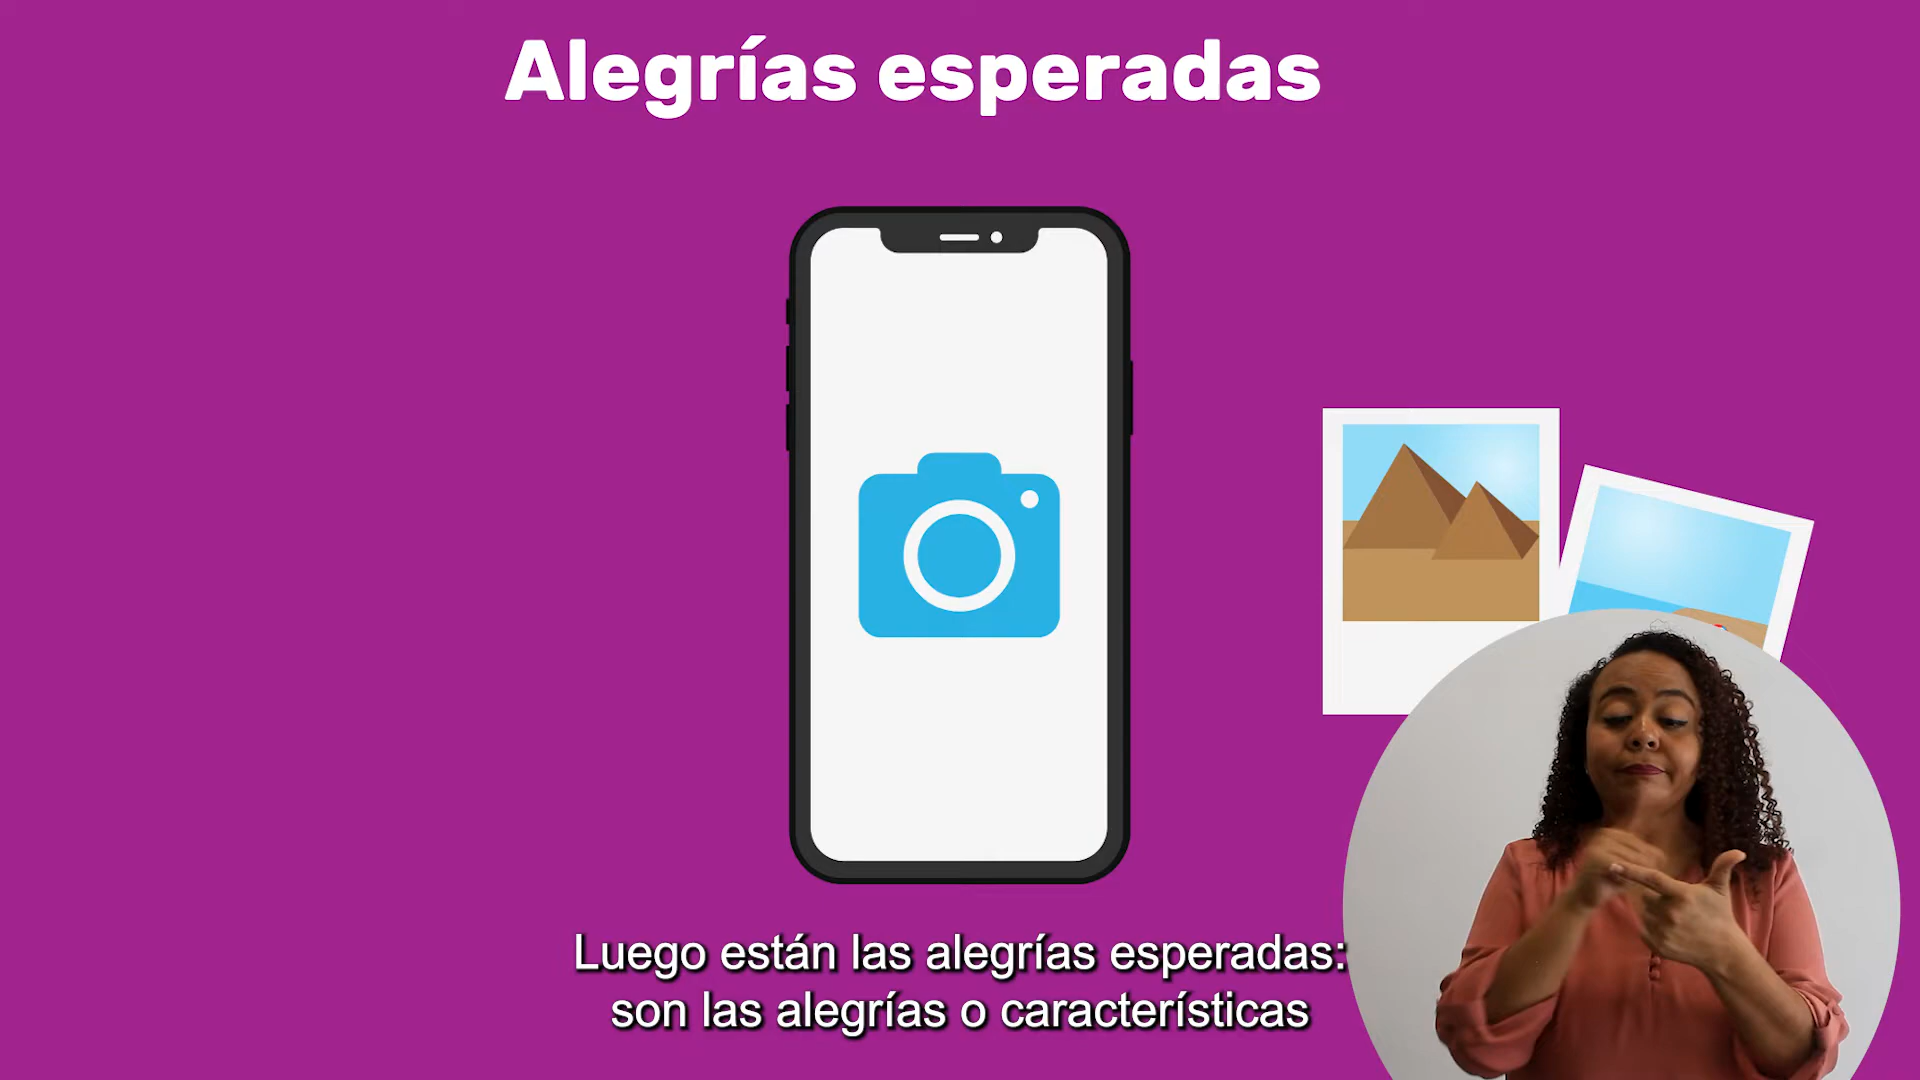 Alegrías esperadas
Luego están las alegrías esperadas:
son las alegrías o características